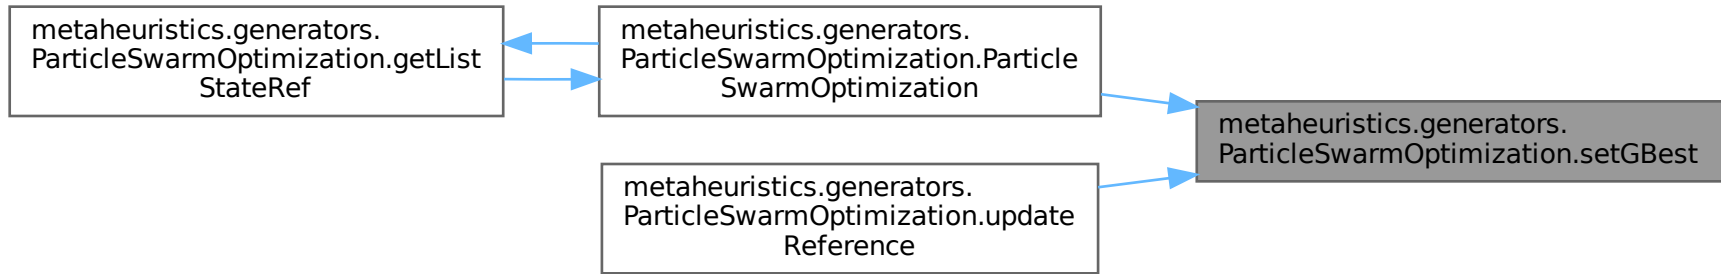 metaheuristics.generators.
ParticleSwarmOptimization.getList
StateRef
metaheuristics.generators.
ParticleSwarmOptimization.Particle
SwarmOptimization
metaheuristics.generators.
ParticleSwarmOptimization.setGBest
metaheuristics.generators.
ParticleSwarmOptimization.update
Reference